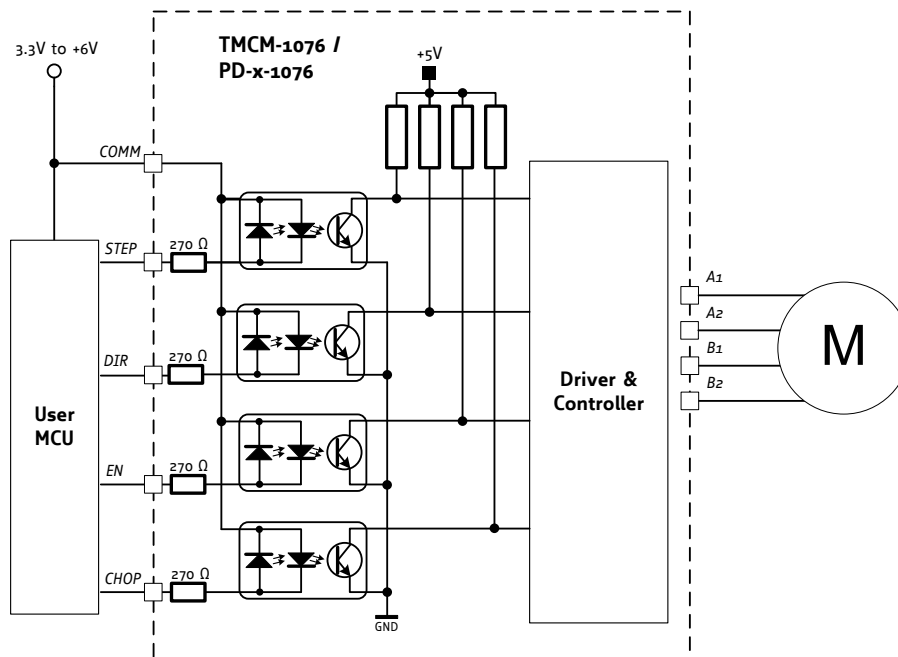 TMCM-1076 /
PD-x-1076
3.3V to +6V
+5V
COMM
STEP
270 Ω
DIR
270 Ω
EN
270 Ω
CHOP
270 Ω
User
MCU
GND
Driver &
Controller
A1
A2
B1
B2
M